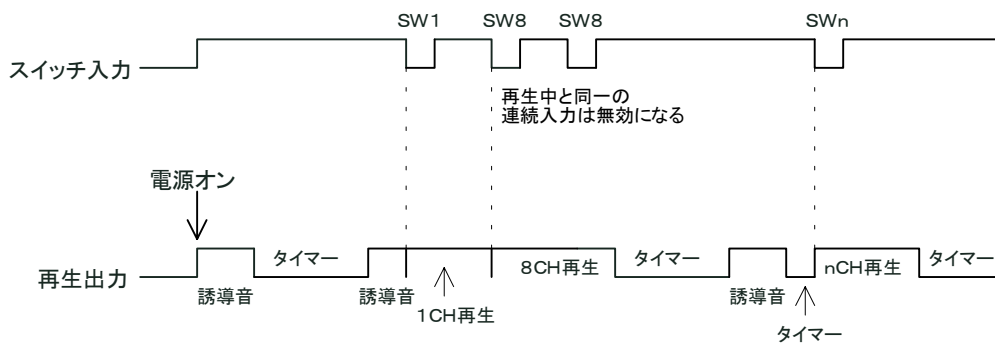 SW1
SW8
SW8
SWn
スイッチ入力
再生中と同一の
連続入力は無効になる
電源オン
再生出力
誘導音
タイマー
誘導音
1CH再生
8CH再生
タイマー
誘導音
タイマー
nCH再生
タイマー